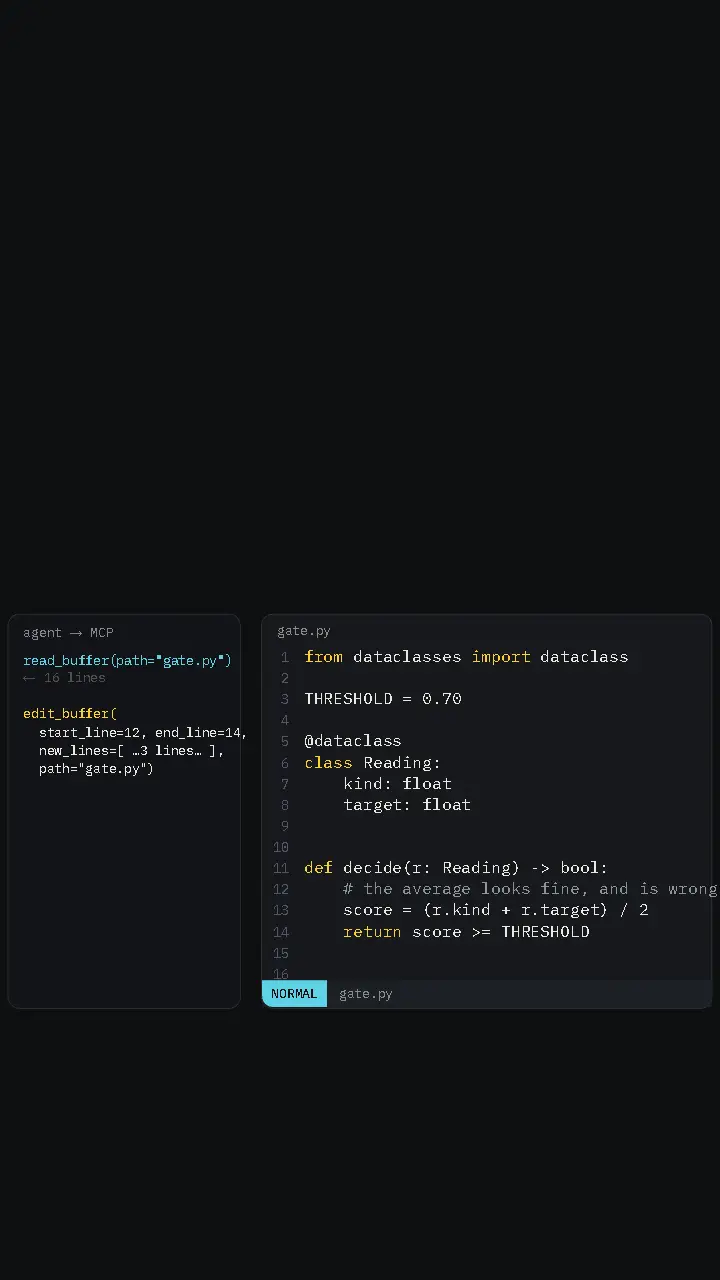 agent → MCP
read_buffer(path="gate.py")
← 16 lines
edit_buffer(
  start_line=12, end_line=14,
  new_lines=[ …3 lines… ],
  path="gate.py")
gate.py
1 from dataclasses import dataclass
2
3 THRESHOLD = 0.70
4
5 @dataclass
6 class Reading:
7     kind: float
8     target: float
9
10
11 def decide(r: Reading) -> bool:
12     # the average looks fine, and is wrong
13     score = (r.kind + r.target) / 2
14     return score >= THRESHOLD
15
16
NORMAL gate.py